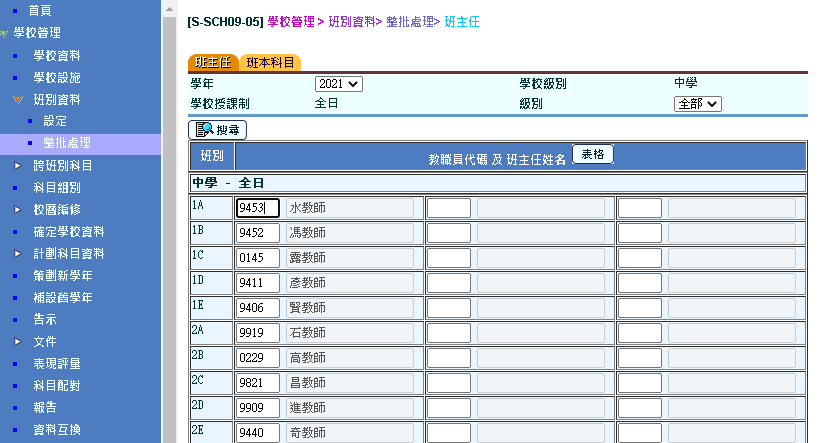 首頁
學校管理
學校資料
學校設施
班別資料
設定
整批處理
跨班別科目
科目組別
校曆編修
確定學校資料
計劃科目資料
策劃新學年
補設舊學年
告示
文件
表現評量
科目配對
報告
資料互換
[S-SCH09-05] 學校管理 > 班別資料> 整批處理> 班主任
班主任 班本科目
學年 2021 學校級別 中學
學校授課制 全日 級別 全部
搜尋
班別 教職員代碼 及 班主任姓名 表格
中學 - 全日
1A 9453 水教師
1B 9452 馮教師
1C 0145 露教師
1D 9411 彥教師
1E 9406 賢教師
2A 9919 石教師
2B 0229 高教師
2C 9821 昌教師
2D 9909 進教師
2E 9440 奇教師